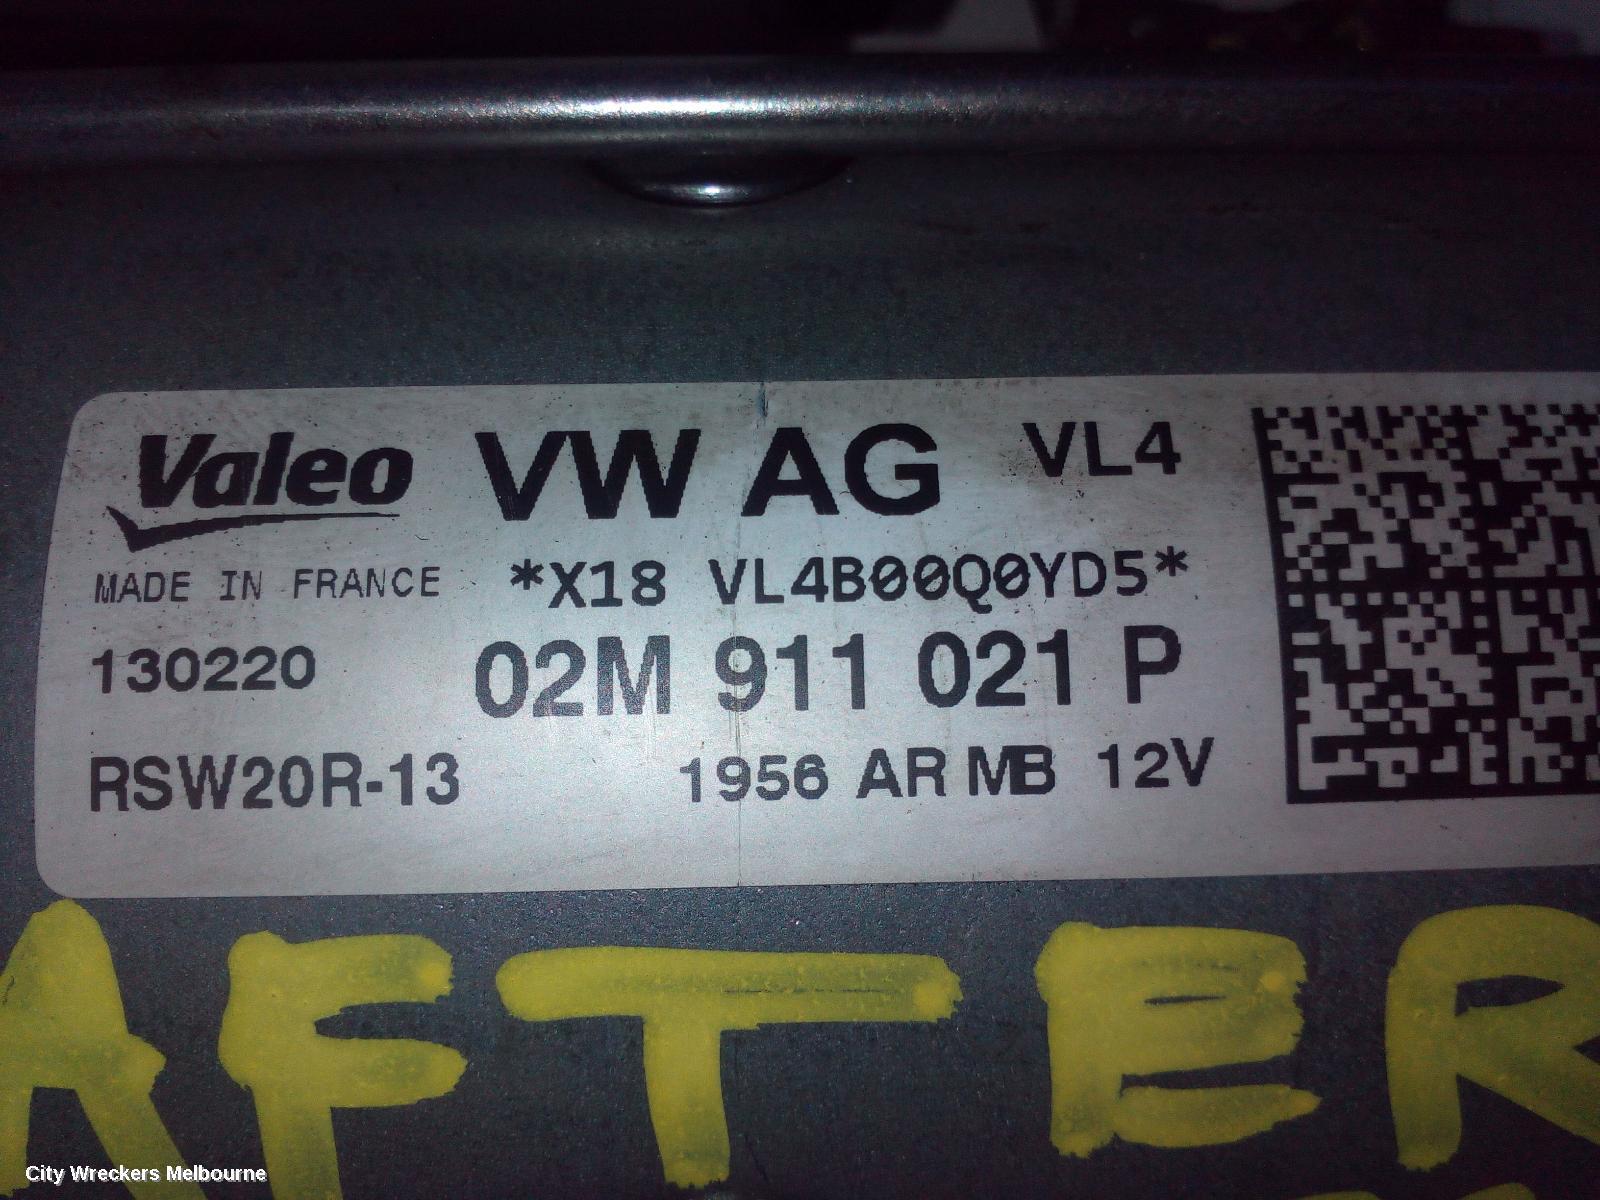 Valeo VW AG VL4
MADE IN FRANCE *X18 VL4B00Q0YD5*
130220 02M 911 021 P
RSW20R-13 1956 AR MB 12V
AFTER
City Wreckers Melbourne